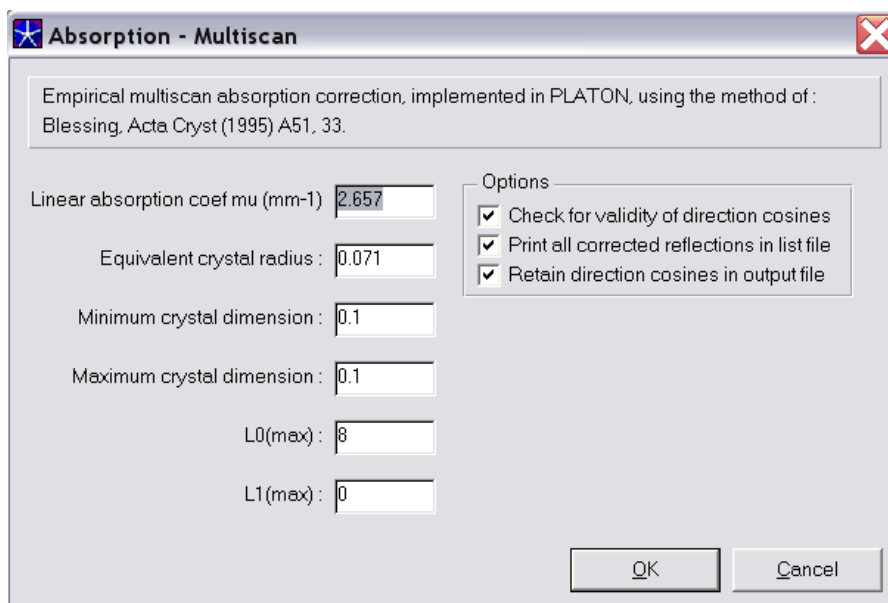 Absorption - Multiscan
Empirical multiscan absorption correction, implemented in PLATON, using the method of :
Blessing, Acta Cryst (1995) A51, 33.
Linear absorption coef mu (mm-1) 2.657
Equivalent crystal radius : 0.071
Minimum crystal dimension : 0.1
Maximum crystal dimension : 0.1
L0(max) : 8
L1(max) : 0
Options
Check for validity of direction cosines
Print all corrected reflections in list file
Retain direction cosines in output file
OK Cancel